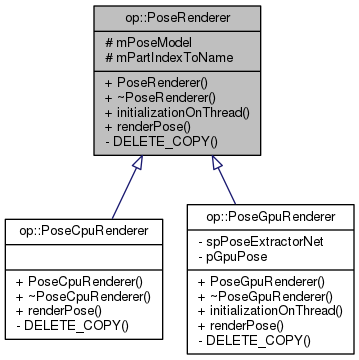 op::PoseRenderer
# mPoseModel
# mPartIndexToName
+ PoseRenderer()
+ ~PoseRenderer()
+ initializationOnThread()
+ renderPose()
- DELETE_COPY()
op::PoseCpuRenderer
+ PoseCpuRenderer()
+ ~PoseCpuRenderer()
+ renderPose()
- DELETE_COPY()
op::PoseGpuRenderer
- spPoseExtractorNet
- pGpuPose
+ PoseGpuRenderer()
+ ~PoseGpuRenderer()
+ initializationOnThread()
+ renderPose()
- DELETE_COPY()